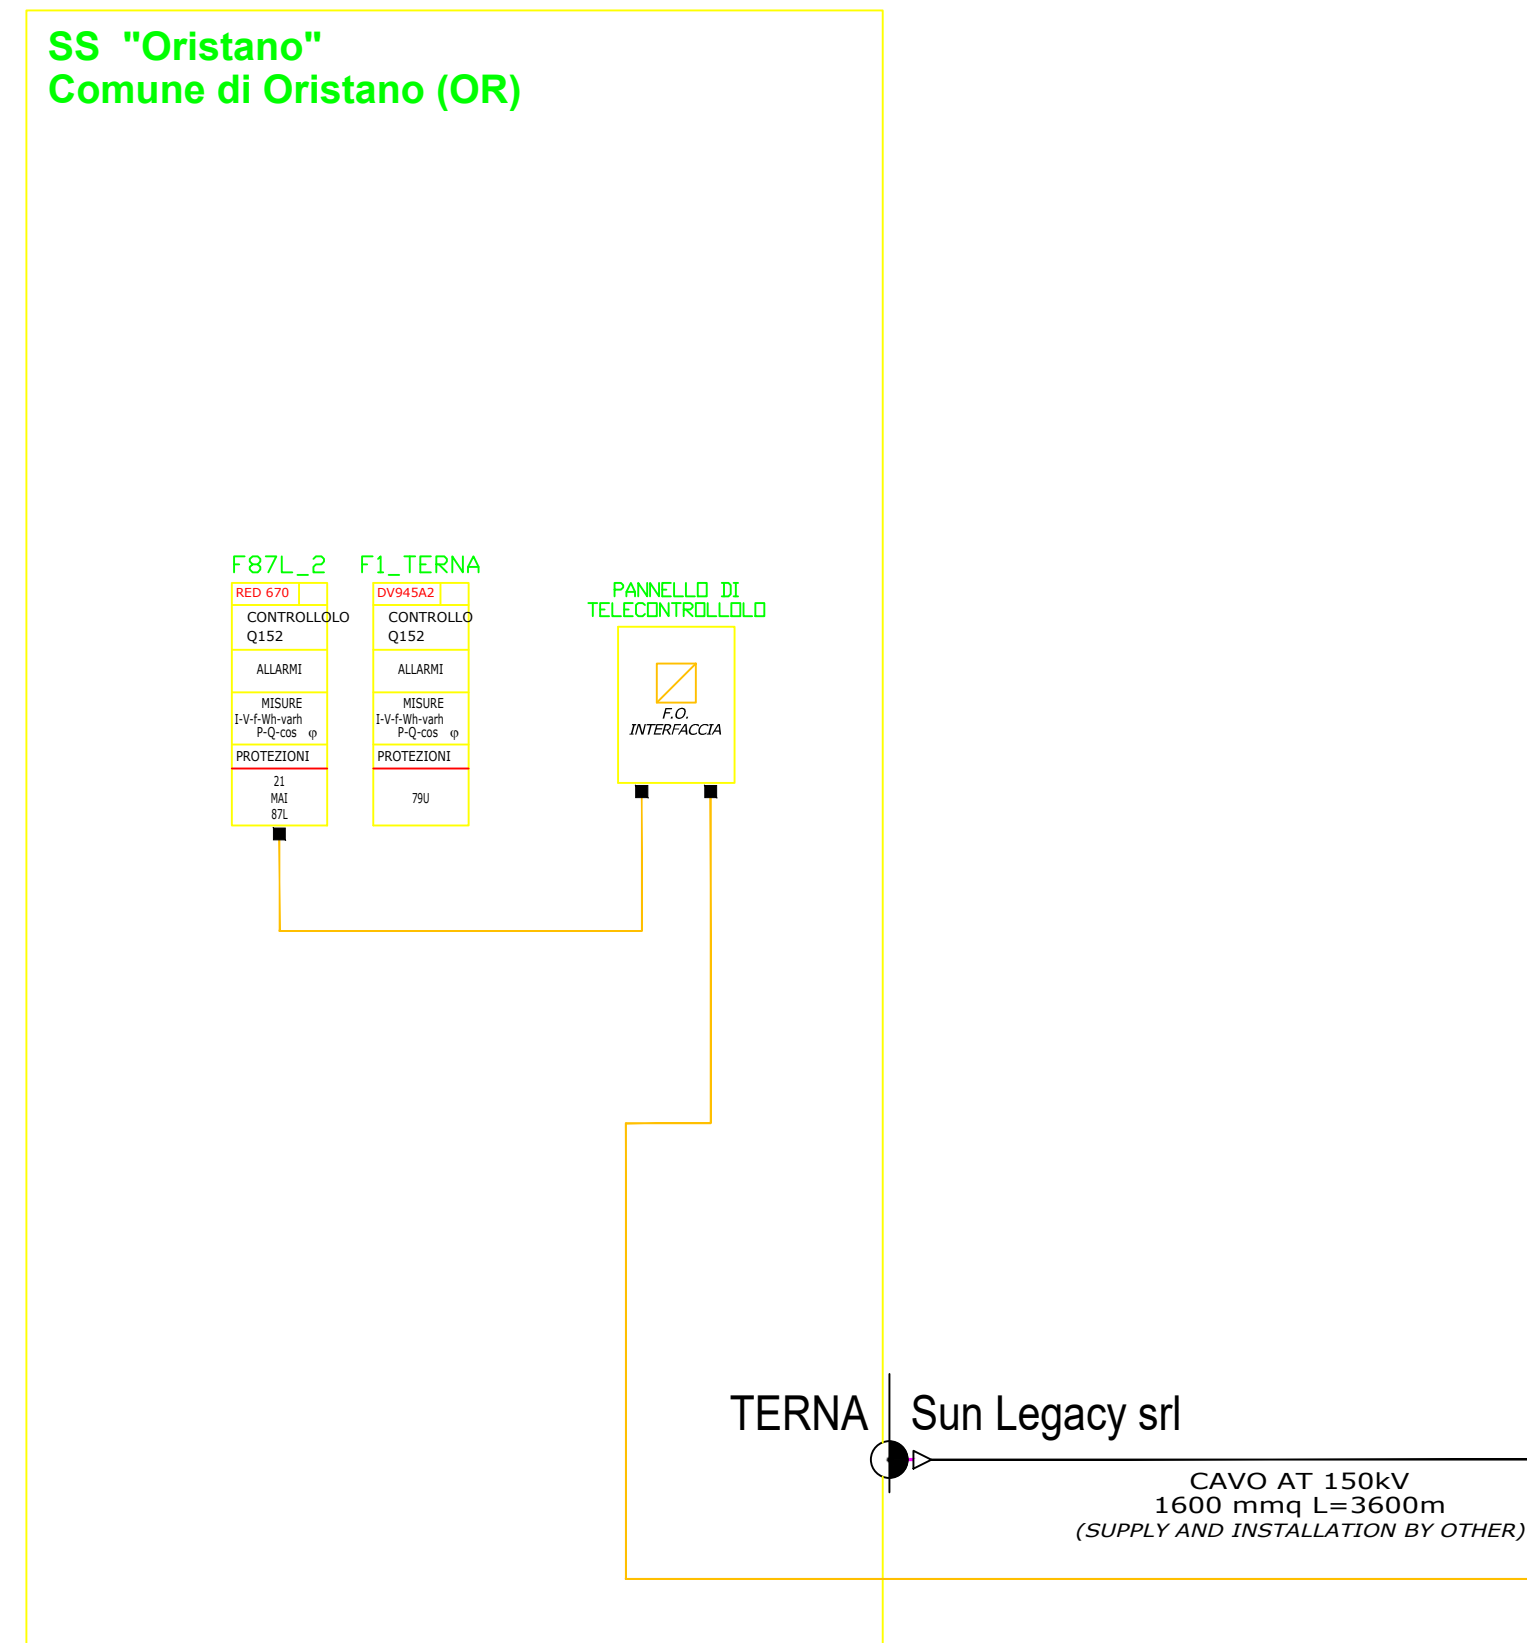 SS "Oristano"
Comune di Oristano (OR)
F87L_2
RED 670
CONTROLLOLO
Q152
ALLARMI
MISURE
I-V-f-Wh-varh
P-Q-cos φ
PROTEZIONI
21
MAI
87L
F1_TERNA
DV945A2
CONTROLLO
Q152
ALLARMI
MISURE
I-V-f-Wh-varh
P-Q-cos φ
PROTEZIONI
79U
PANNELLO DI
TELECONTROLLOLO
F.O.
INTERFACCIA
TERNA
Sun Legacy srl
CAVO AT 150kV
1600 mmq L=3600m
(SUPPLY AND INSTALLATION BY OTHER)